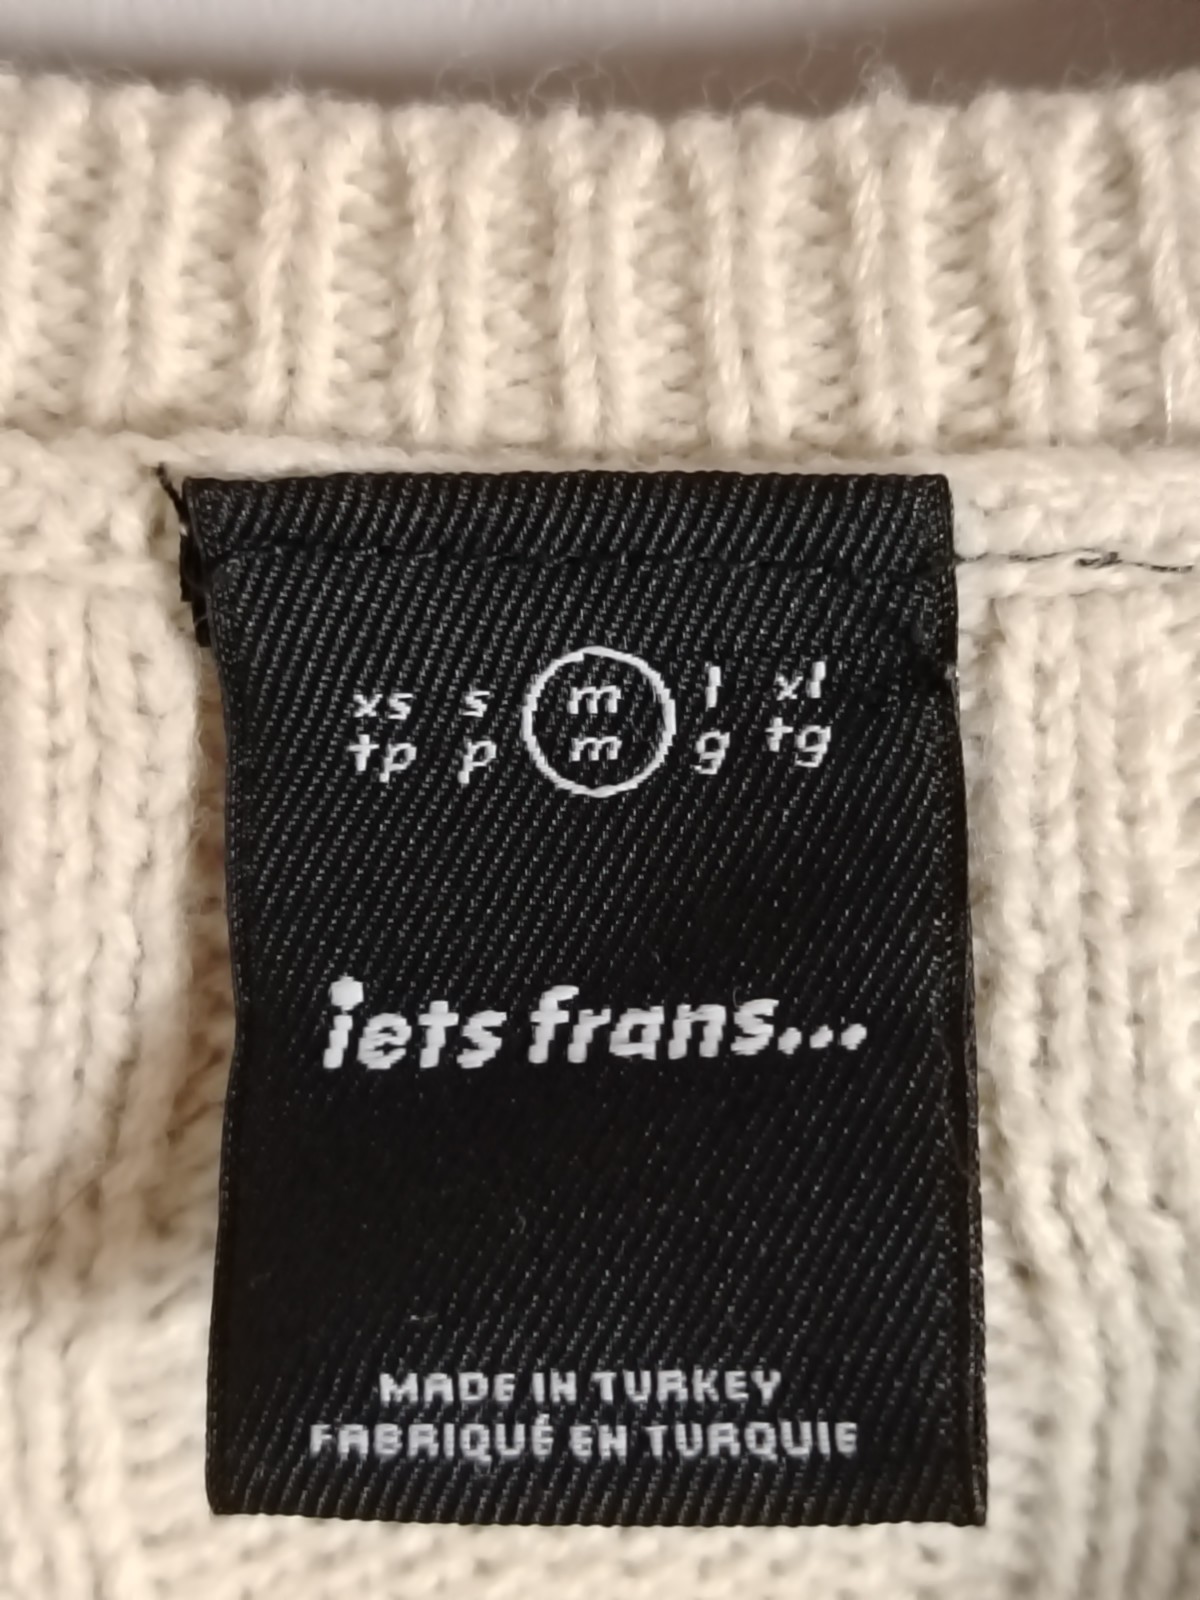 xs s m l xl
tp p m g tg
iets frans...
MADE IN TURKEY
FABRIQUÉ EN TURQUIE